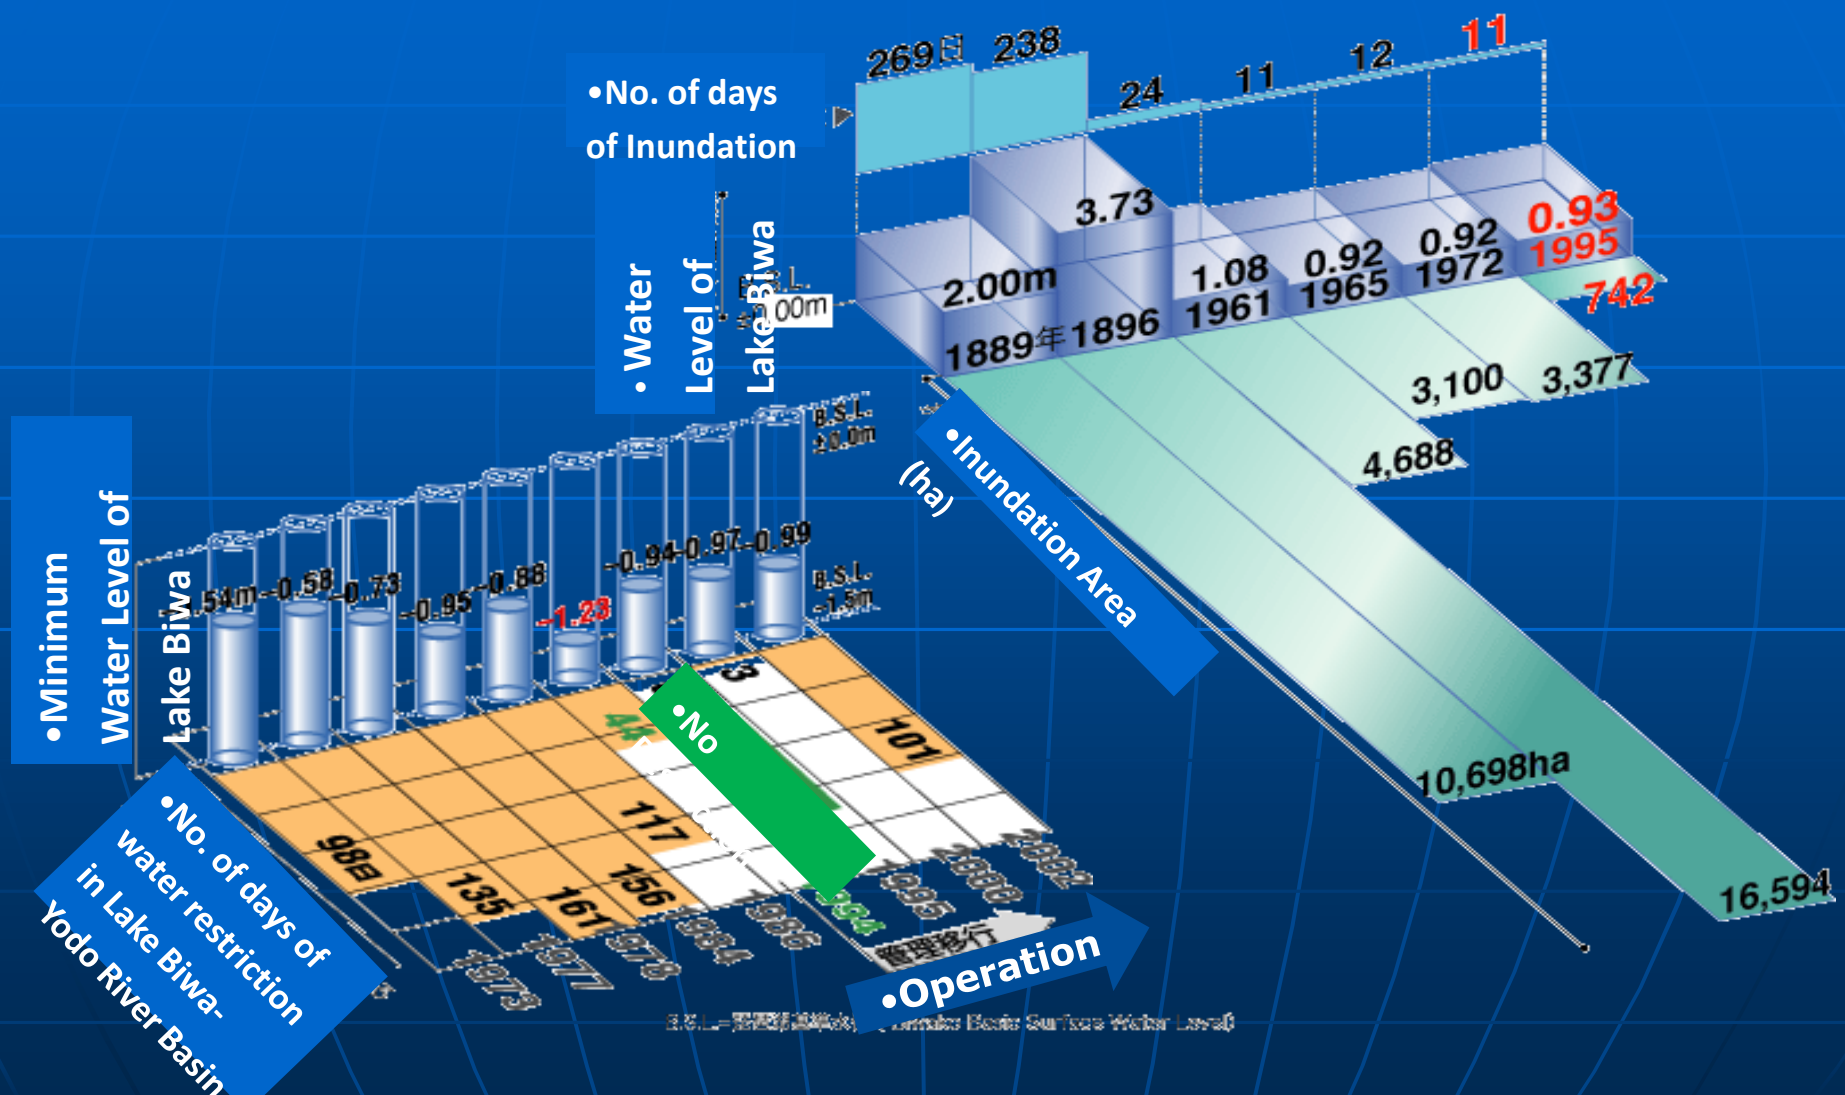 •No. of days
of Inundation
269日
238
24
11
12
11
• Water
Level of
Lake Biwa
3.73
2.00m
1.08
0.92
0.92
0.93
1889年
1896
1961
1965
1972
1995
742
3,377
3,100
4,688
10,698ha
16,594
•Inundation Area
(ha)
•Minimum
Water Level of
Lake Biwa
B.S.L.
±0.0m
-0.58
-0.73
-0.95
-0.88
-1.23
-0.94
-0.97
-0.99
B.S.L.
-1.5m
•No. of days of
water restriction
in Lake Biwa-
Yodo River Basin
98日
135
161
156
117
44
•No
3
101
1973
1977
1978
1984
1986
1995
2000
2002
管理移行
•Operation